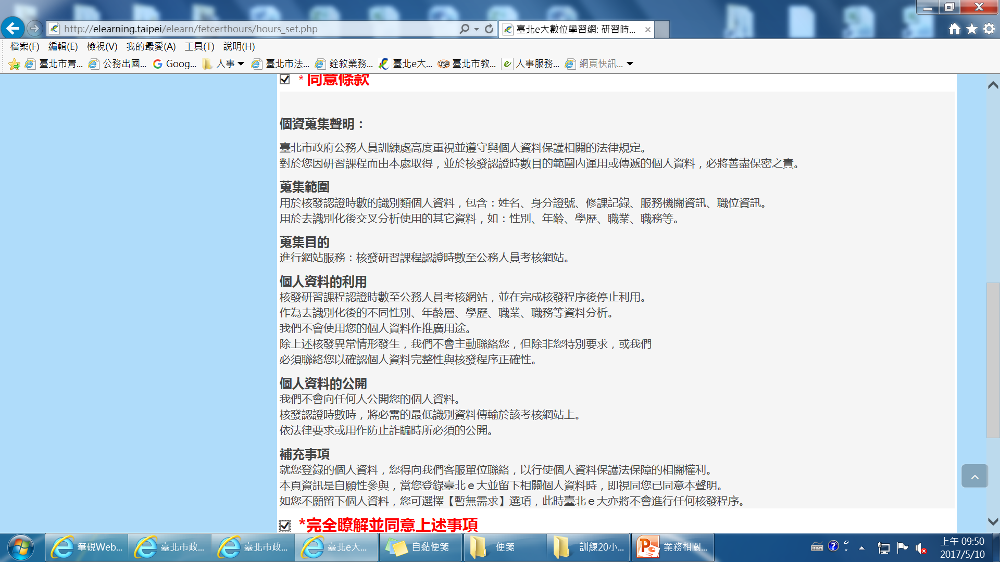 http://elearning.taipei/elearn/fetcerthours/hours_set.php
臺北e大數位學習網: 研習時...
檔案(F) 編輯(E) 檢視(V) 我的最愛(A) 工具(T) 說明(H)
臺北市青... 公務出國... Goog... 人事 臺北市法... 銓敘業務... 臺北e大... 臺北市教... 人事服務... 網頁快訊...
* 同意條款
個資蒐集聲明：
臺北市政府公務人員訓練處高度重視並遵守與個人資料保護相關的法律規定。
對於您因研習課程而由本處取得，並於核發認證時數目的範圍內運用或傳遞的個人資料，必將善盡保密之責。
蒐集範圍
用於核發認證時數的識別類個人資料，包含：姓名、身分證號、修課記錄、服務機關資訊、職位資訊。
用於去識別化後交叉分析使用的其它資料，如：性別、年齡、學歷、職業、職務等。
蒐集目的
進行網站服務：核發研習課程認證時數至公務人員考核網站。
個人資料的利用
核發研習課程認證時數至公務人員考核網站，並在完成核發程序後停止利用。
作為去識別化後的不同性別、年齡層、學歷、職業、職務等資料分析。
我們不會使用您的個人資料作推廣用途。
除上述核發異常情形發生，我們不會主動聯絡您，但除非您特別要求，或我們
必須聯絡您以確認個人資料完整性與核發程序正確性。
個人資料的公開
我們不會向任何人公開您的個人資料。
核發認證時數時，將必需的最低識別資料傳輸於該考核網站上。
依法律要求或用作防止詐騙時所必須的公開。
補充事項
就您登錄的個人資料，您得向我們客服單位聯絡，以行使個人資料保護法保障的相關權利。
本頁資訊是自願性參與，當您登錄臺北ｅ大並留下相關個人資料時，即視同您已同意本聲明。
如您不願留下個人資料，您可選擇【暫無需求】選項，此時臺北ｅ大亦將不會進行任何核發程序。
*完全瞭解並同意上述事項
筆硯Web... 臺北市政... 臺北市政... 臺北e大... 自黏便箋 便箋 訓練20小... 業務相關...
上午 09:50
2017/5/10